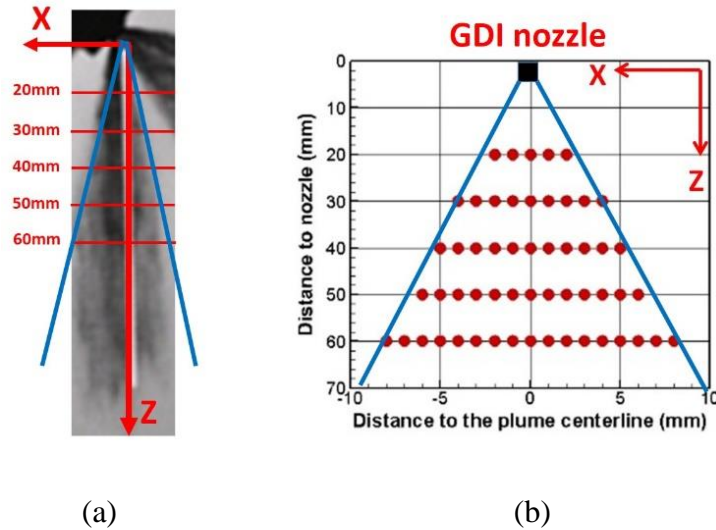 X
20mm
30mm
40mm
50mm
60mm
Z
(a)
GDI nozzle
X
Z
Distance to nozzle (mm)
0
10
20
30
40
50
60
70
-10
-5
0
5
10
Distance to the plume centerline (mm)
(b)